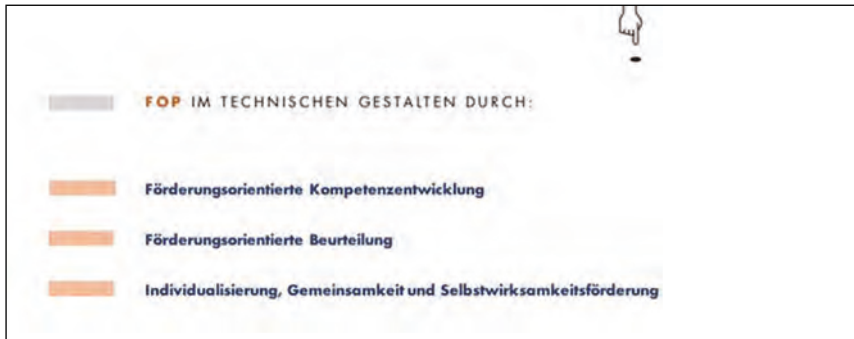 FOP IM TECHNISCHEN GESTALTEN DURCH:
Förderungsorientierte Kompetenzentwicklung
Förderungsorientierte Beurteilung
Individualisierung, Gemeinsamkeit und Selbstwirksamkeitsförderung